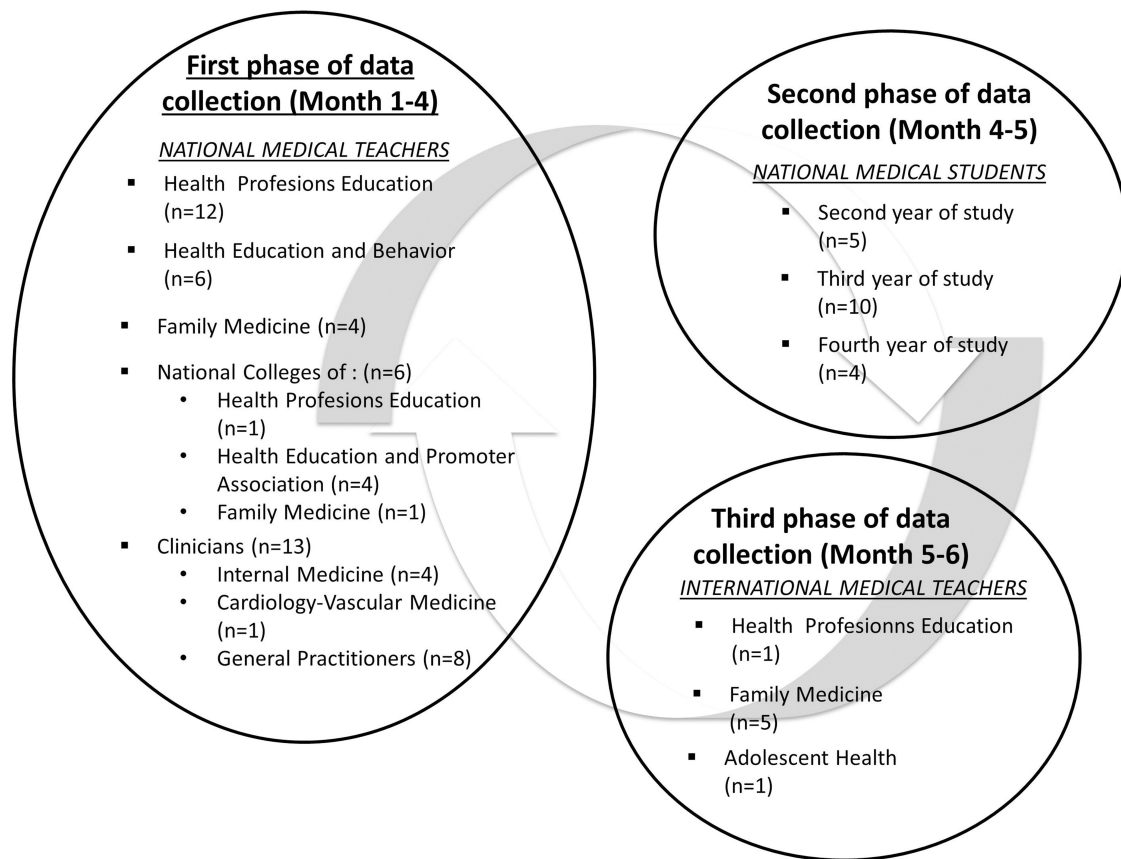 First phase of data
collection (Month 1-4)
NATIONAL MEDICAL TEACHERS
▪ Health Profesions Education
(n=12)
▪ Health Education and Behavior
(n=6)
▪ Family Medicine (n=4)
▪ National Colleges of : (n=6)
• Health Profesions Education
(n=1)
• Health Education and Promoter
Association (n=4)
• Family Medicine (n=1)
▪ Clinicians (n=13)
• Internal Medicine (n=4)
• Cardiology-Vascular Medicine
(n=1)
• General Practitioners (n=8)
Second phase of data
collection (Month 4-5)
NATIONAL MEDICAL STUDENTS
▪ Second year of study
(n=5)
▪ Third year of study
(n=10)
▪ Fourth year of study
(n=4)
Third phase of data
collection (Month 5-6)
INTERNATIONAL MEDICAL TEACHERS
▪ Health Profesionns Education
(n=1)
▪ Family Medicine
(n=5)
▪ Adolescent Health
(n=1)